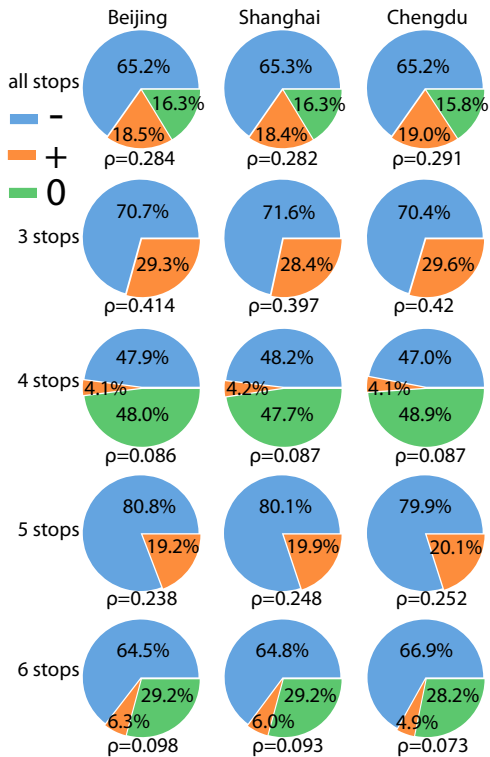 Beijing Shanghai Chengdu
all stops
65.2% 65.3% 65.2%
16.3% 16.3% 15.8%
18.5% 18.4% 19.0%
ρ=0.284 ρ=0.282 ρ=0.291
-
+
0
3 stops
70.7% 71.6% 70.4%
29.3% 28.4% 29.6%
ρ=0.414 ρ=0.397 ρ=0.42
4 stops
47.9% 48.2% 47.0%
4.1% 4.2% 4.1%
48.0% 47.7% 48.9%
ρ=0.086 ρ=0.087 ρ=0.087
5 stops
80.8% 80.1% 79.9%
19.2% 19.9% 20.1%
ρ=0.238 ρ=0.248 ρ=0.252
6 stops
64.5% 64.8% 66.9%
29.2% 29.2% 28.2%
6.3% 6.0% 4.9%
ρ=0.098 ρ=0.093 ρ=0.073